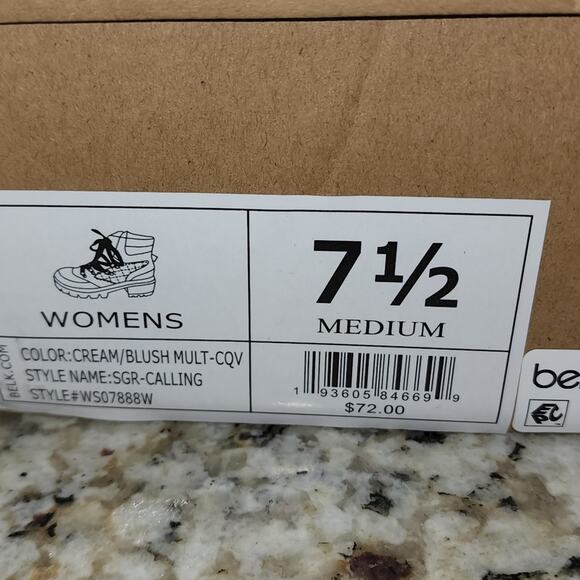 WOMENS
7 1/2
MEDIUM
BELK.COM
COLOR:CREAM/BLUSH MULT-CQV
STYLE NAME:SGR-CALLING
STYLE#WS07888W
1 93605 84669 9
$72.00
be